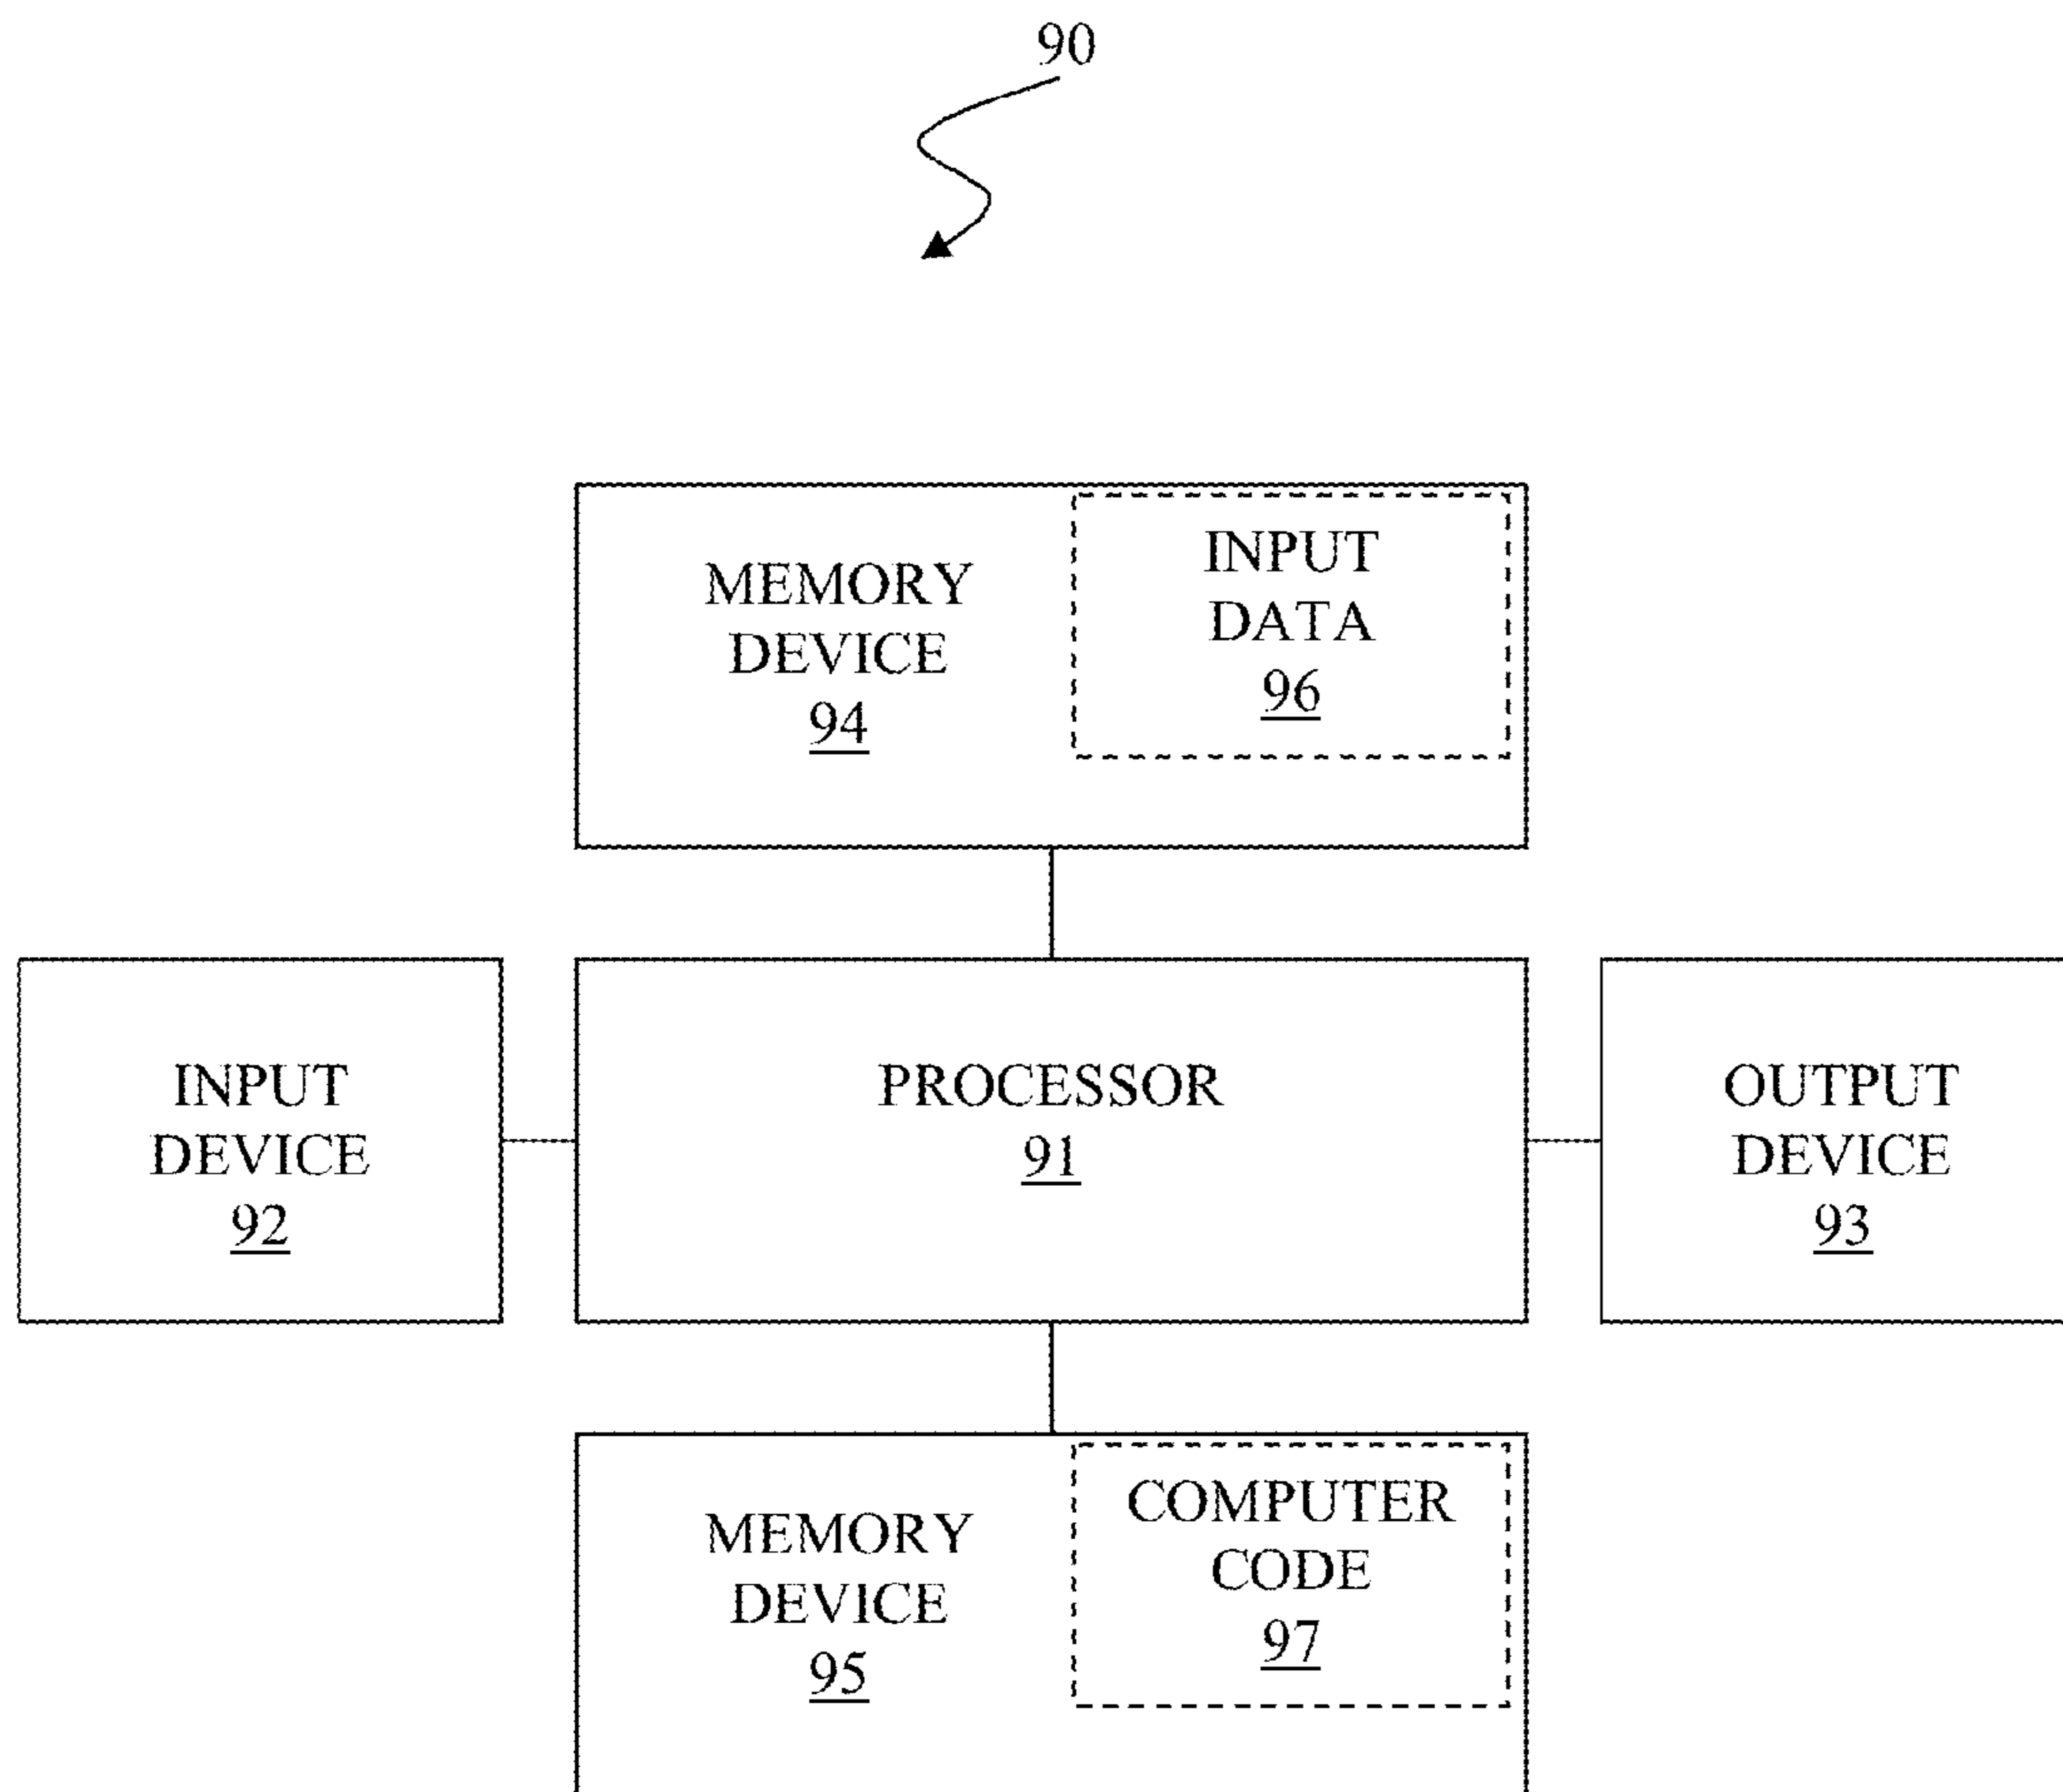 90
MEMORY
DEVICE
94
INPUT
DATA
96
INPUT
DEVICE
92
PROCESSOR
91
OUTPUT
DEVICE
93
MEMORY
DEVICE
95
COMPUTER
CODE
97